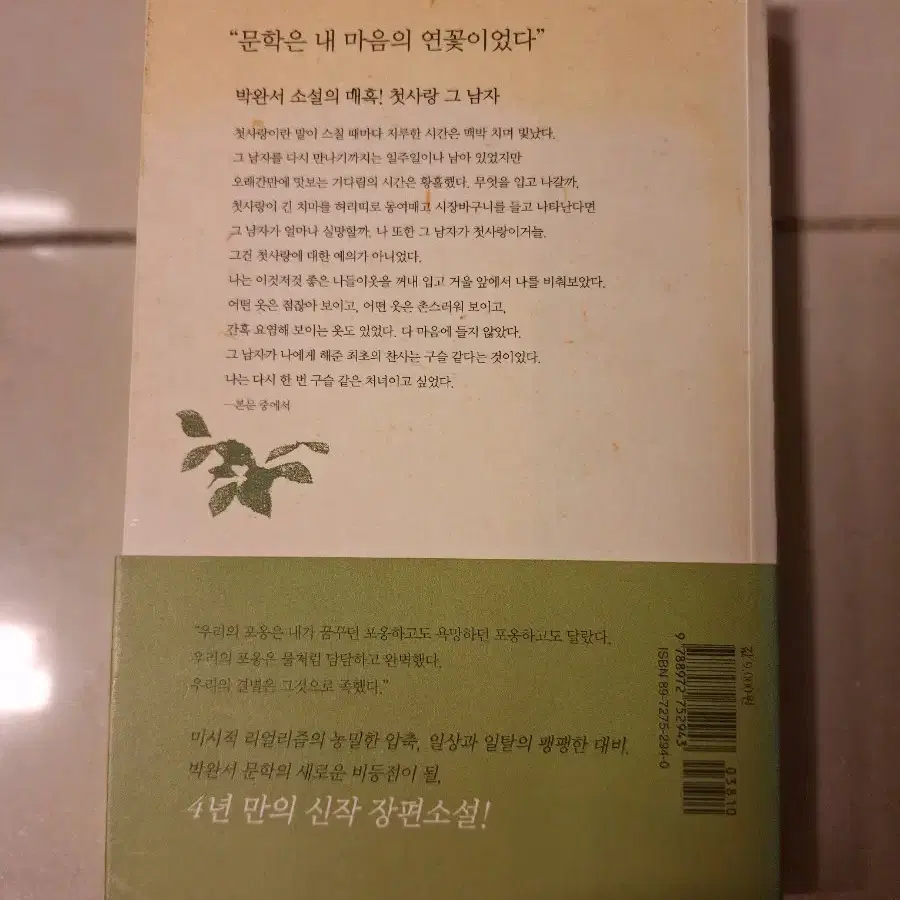 “문학은 내 마음의 연꽃이었다”
박완서 소설의 매혹! 첫사랑 그 남자
첫사랑이란 말이 스칠 때마다 지루한 시간은 맥박 치며 빛났다.
그 남자를 다시 만나기까지는 일주일이나 남아 있었지만
오래간만에 맛보는 기다림의 시간은 황홀했다. 무엇을 입고 나갈까,
첫사랑이 긴 치마를 허리띠로 동여매고 시장바구니를 들고 나타난다면
그 남자가 얼마나 실망할까. 나 또한 그 남자가 첫사랑이거늘.
그건 첫사랑에 대한 예의가 아니었다.
나는 이것저것 좋은 나들이옷을 꺼내 입고 거울 앞에서 나를 비춰보았다.
어떤 옷은 점잖아 보이고, 어떤 옷은 촌스러워 보이고,
간혹 요염해 보이는 옷도 있었다. 다 마음에 들지 않았다.
그 남자가 나에게 해준 최초의 찬사는 구슬 같다는 것이었다.
나는 다시 한 번 구슬 같은 처녀이고 싶었다.
—본문 중에서
“우리의 포옹은 내가 꿈꾸던 포옹하고도 욕망하던 포옹하고도 달랐다.
우리의 포옹은 물처럼 담담하고 완벽했다.
우리의 결별은 그것으로 족했다.”
미시적 리얼리즘의 농밀한 압축, 일상과 일탈의 팽팽한 대비.
박완서 문학의 새로운 비등점이 될,
4년 만의 신작 장편소설!
값 9,000원
9 788972 752943
03810
ISBN 89-7275-294-0